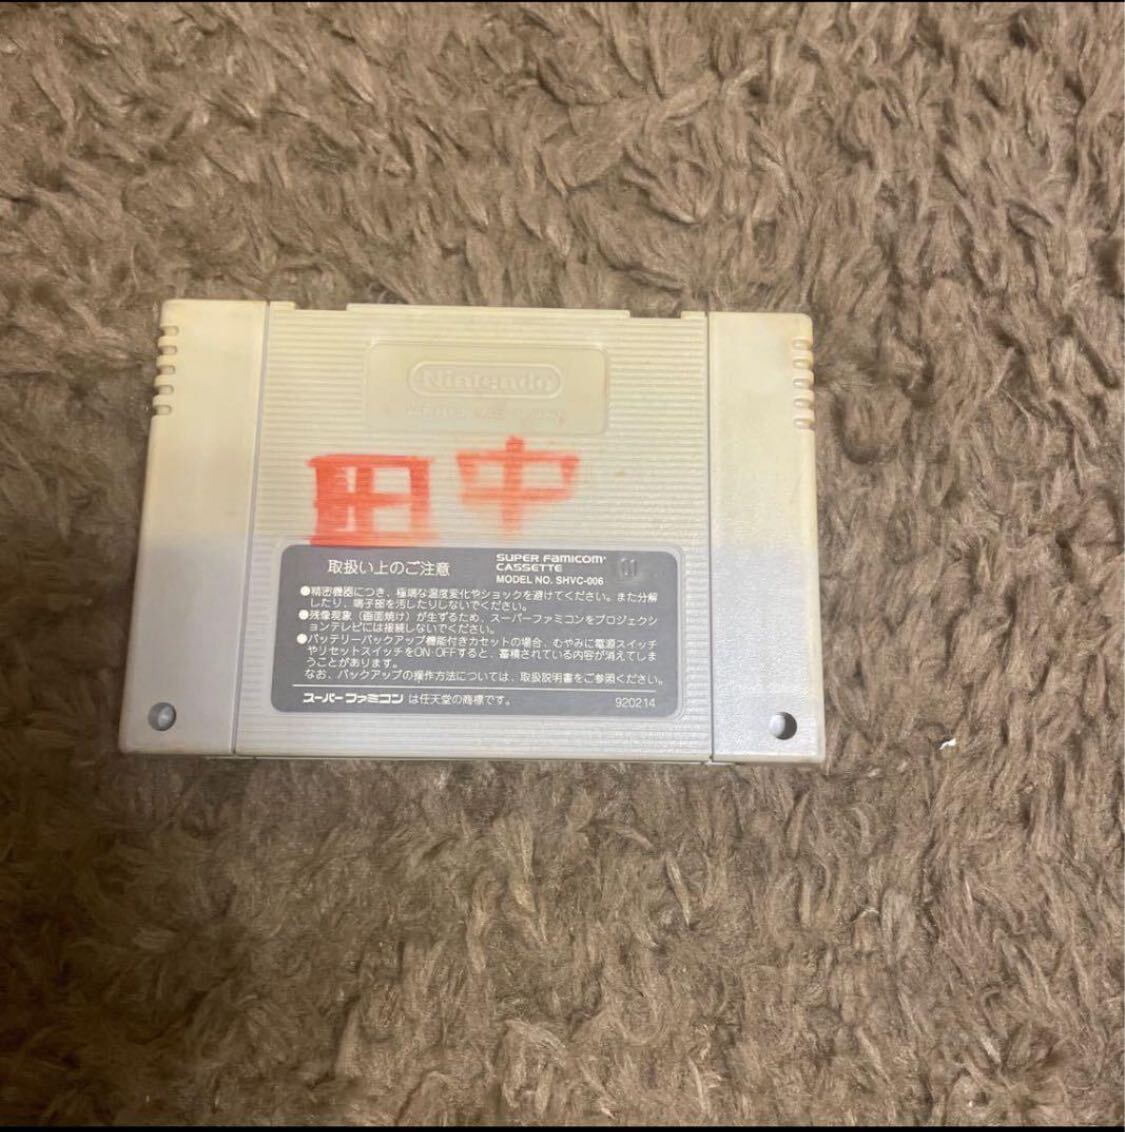 Nintendo
田中
取扱い上のご注意
SUPER Famicom
CASSETTE
MODEL NO. SHVC-006
11
●精密機器につき、極端な温度変化やショックを避けてください。また分解
したり、端子部を汚したりしないでください。
●残像現象(画面焼け)が生ずるため、スーパーファミコンをプロジェクシ
ョンテレビには接続しないでください。
●バッテリーバックアップ機能付きカセットの場合、むやみに電源スイッチ
やリセットスイッチをON·OFFすると、蓄積されている内容が消えてしま
うことがあります。
なお、バックアップの操作方法については、取扱説明書をご参照ください。
スーパーファミコン は任天堂の商標です。
920214